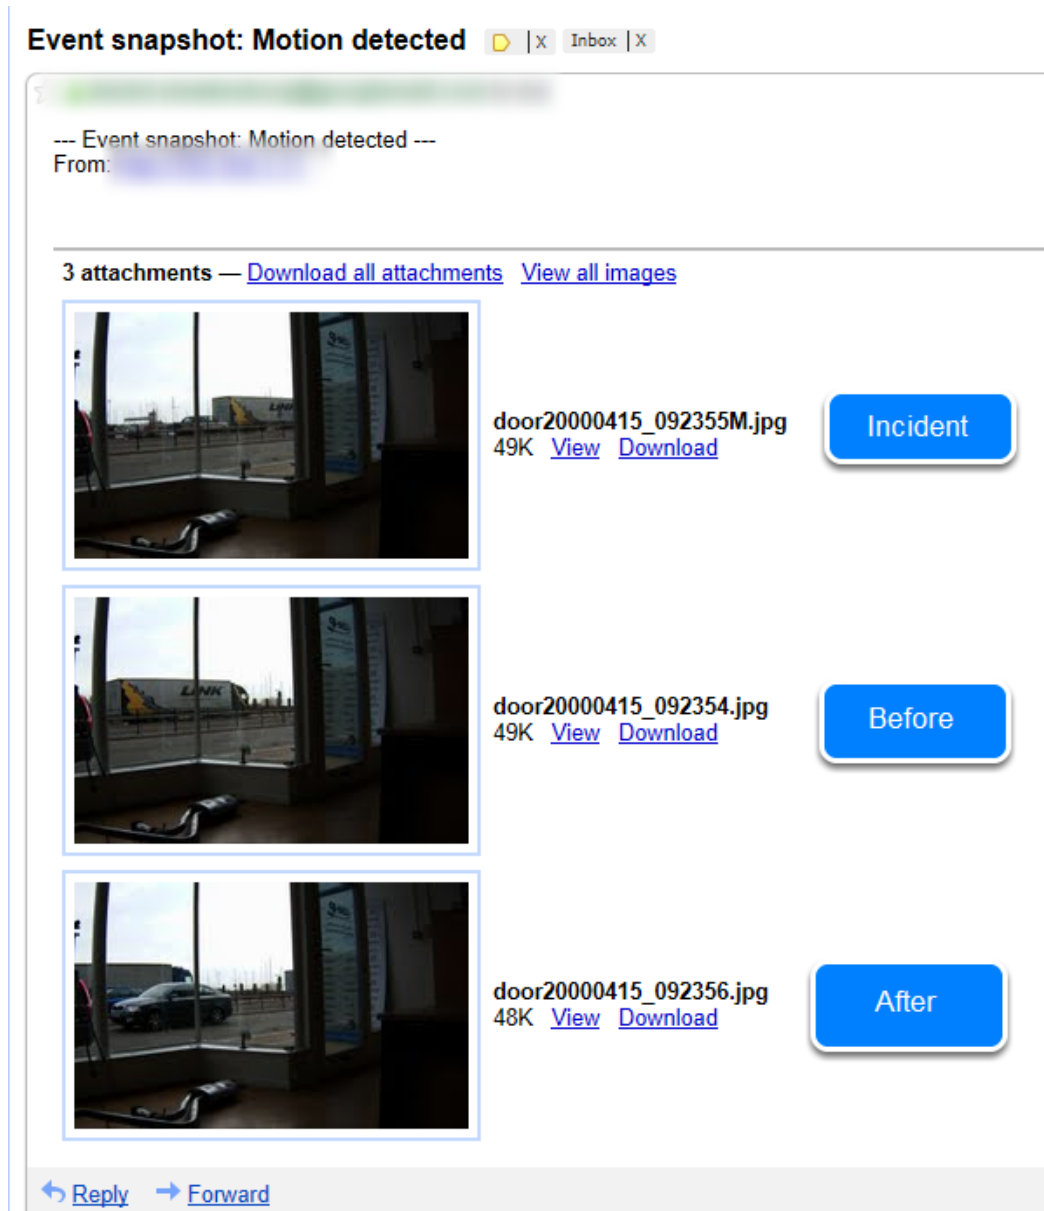 Event snapshot: Motion detected | X Inbox | X
--- Event snapshot: Motion detected ---
From:
3 attachments — Download all attachments View all images
LINK
door20000415_092355M.jpg
49K View Download
Incident
LINK
door20000415_092354.jpg
49K View Download
Before
door20000415_092356.jpg
48K View Download
After
Reply Forward